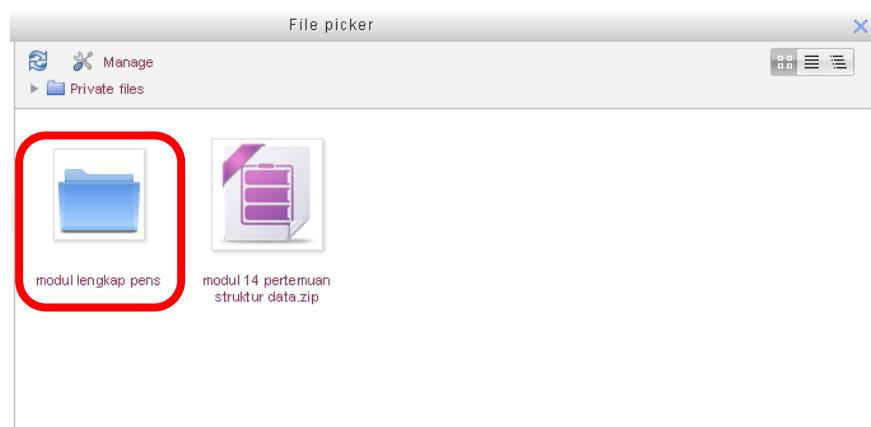 File picker
Manage
Private files
modul lengkap pens
modul 14 pertemuan
struktur data.zip